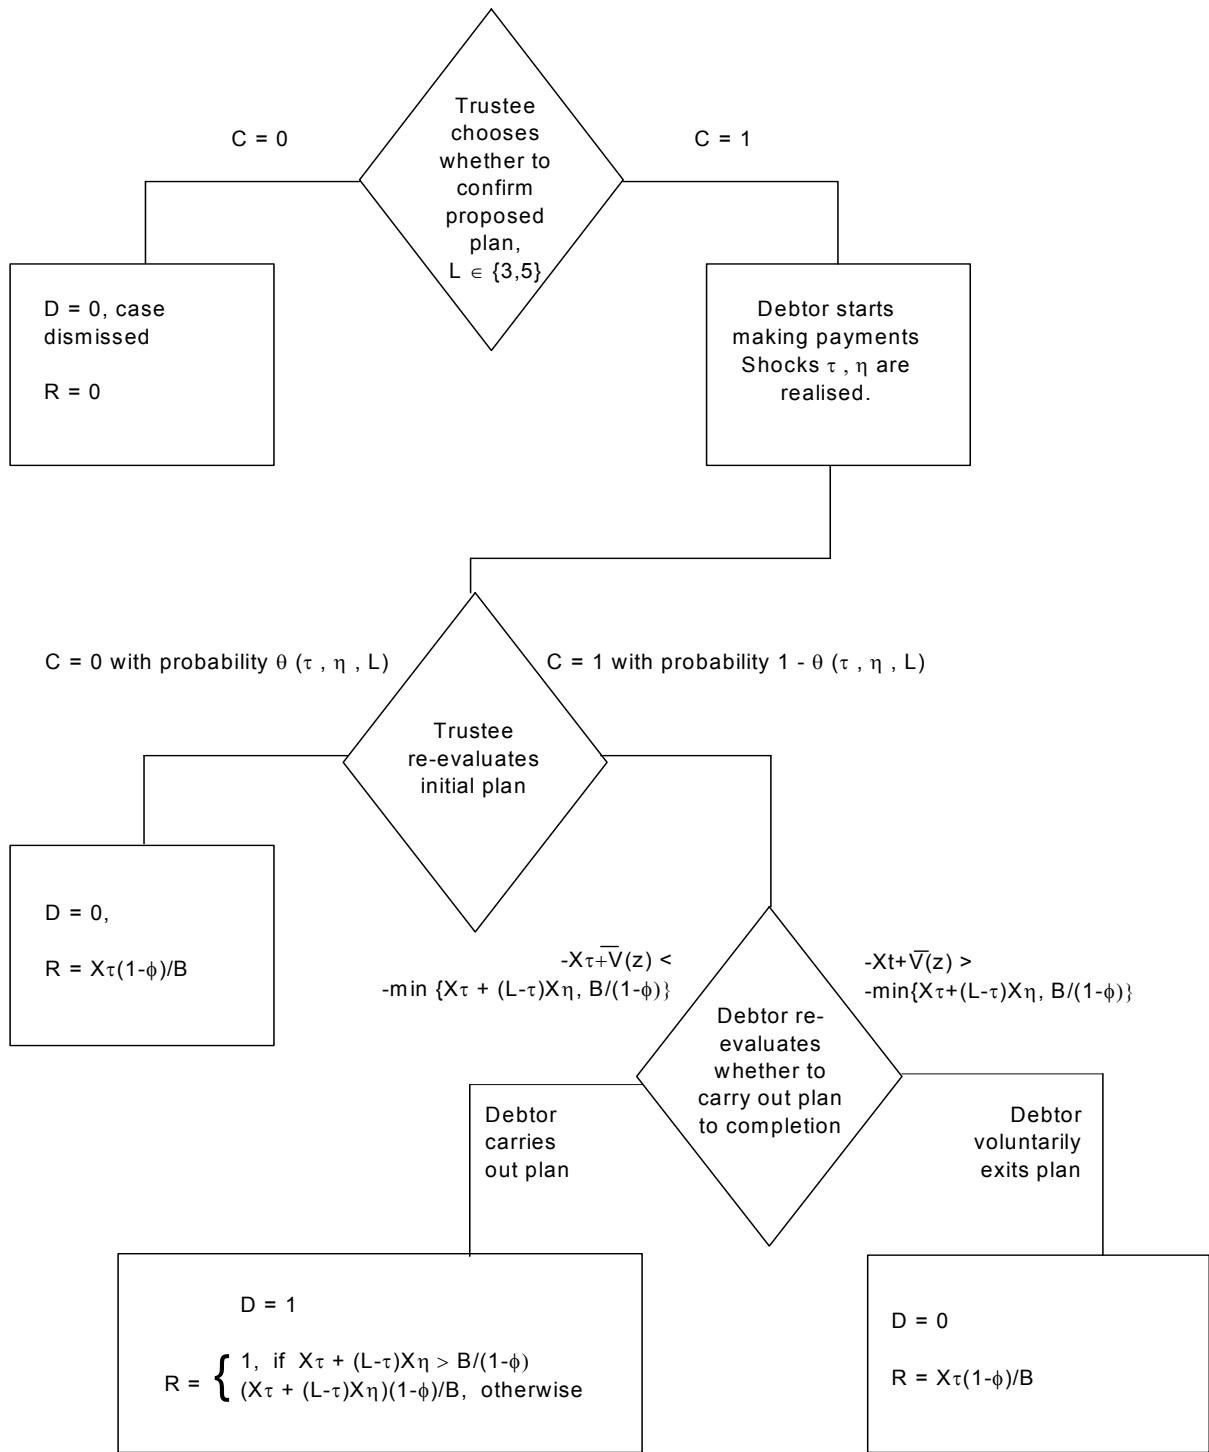 Trustee
chooses
whether to
confirm
proposed
plan,
L ∈ {3,5}
C = 0
C = 1
D = 0, case
dismissed
R = 0
Debtor starts
making payments
Shocks τ , η are
realised.
C = 0 with probability θ (τ , η , L)
C = 1 with probability 1 - θ (τ , η , L)
Trustee
re-evaluates
initial plan
D = 0,
R = Xτ(1-ϕ)/B
-Xτ+V̅(z) <
-min {Xτ + (L-τ)Xη, B/(1-ϕ)}
-Xt+V̅(z) >
-min{Xτ+(L-τ)Xη, B/(1-ϕ)}
Debtor re-
evaluates
whether to
carry out plan
to completion
Debtor
carries
out plan
Debtor
voluntarily
exits plan
D = 1
R = { 1, if Xτ + (L-τ)Xη > B/(1-ϕ)
(Xτ + (L-τ)Xη)(1-ϕ)/B, otherwise
D = 0
R = Xτ(1-ϕ)/B